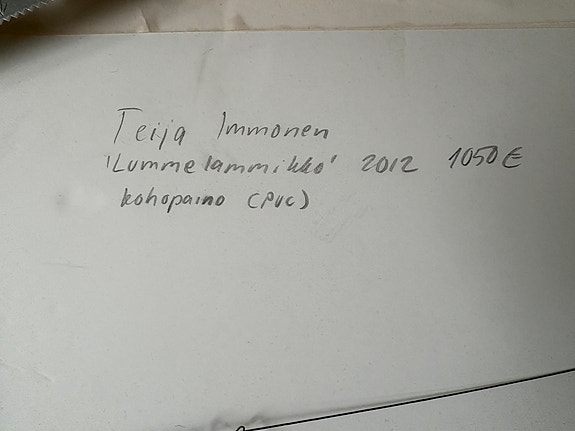 Teija Immonen
'Lummelammikko' 2012 1050 €
kohopaino (PVC)